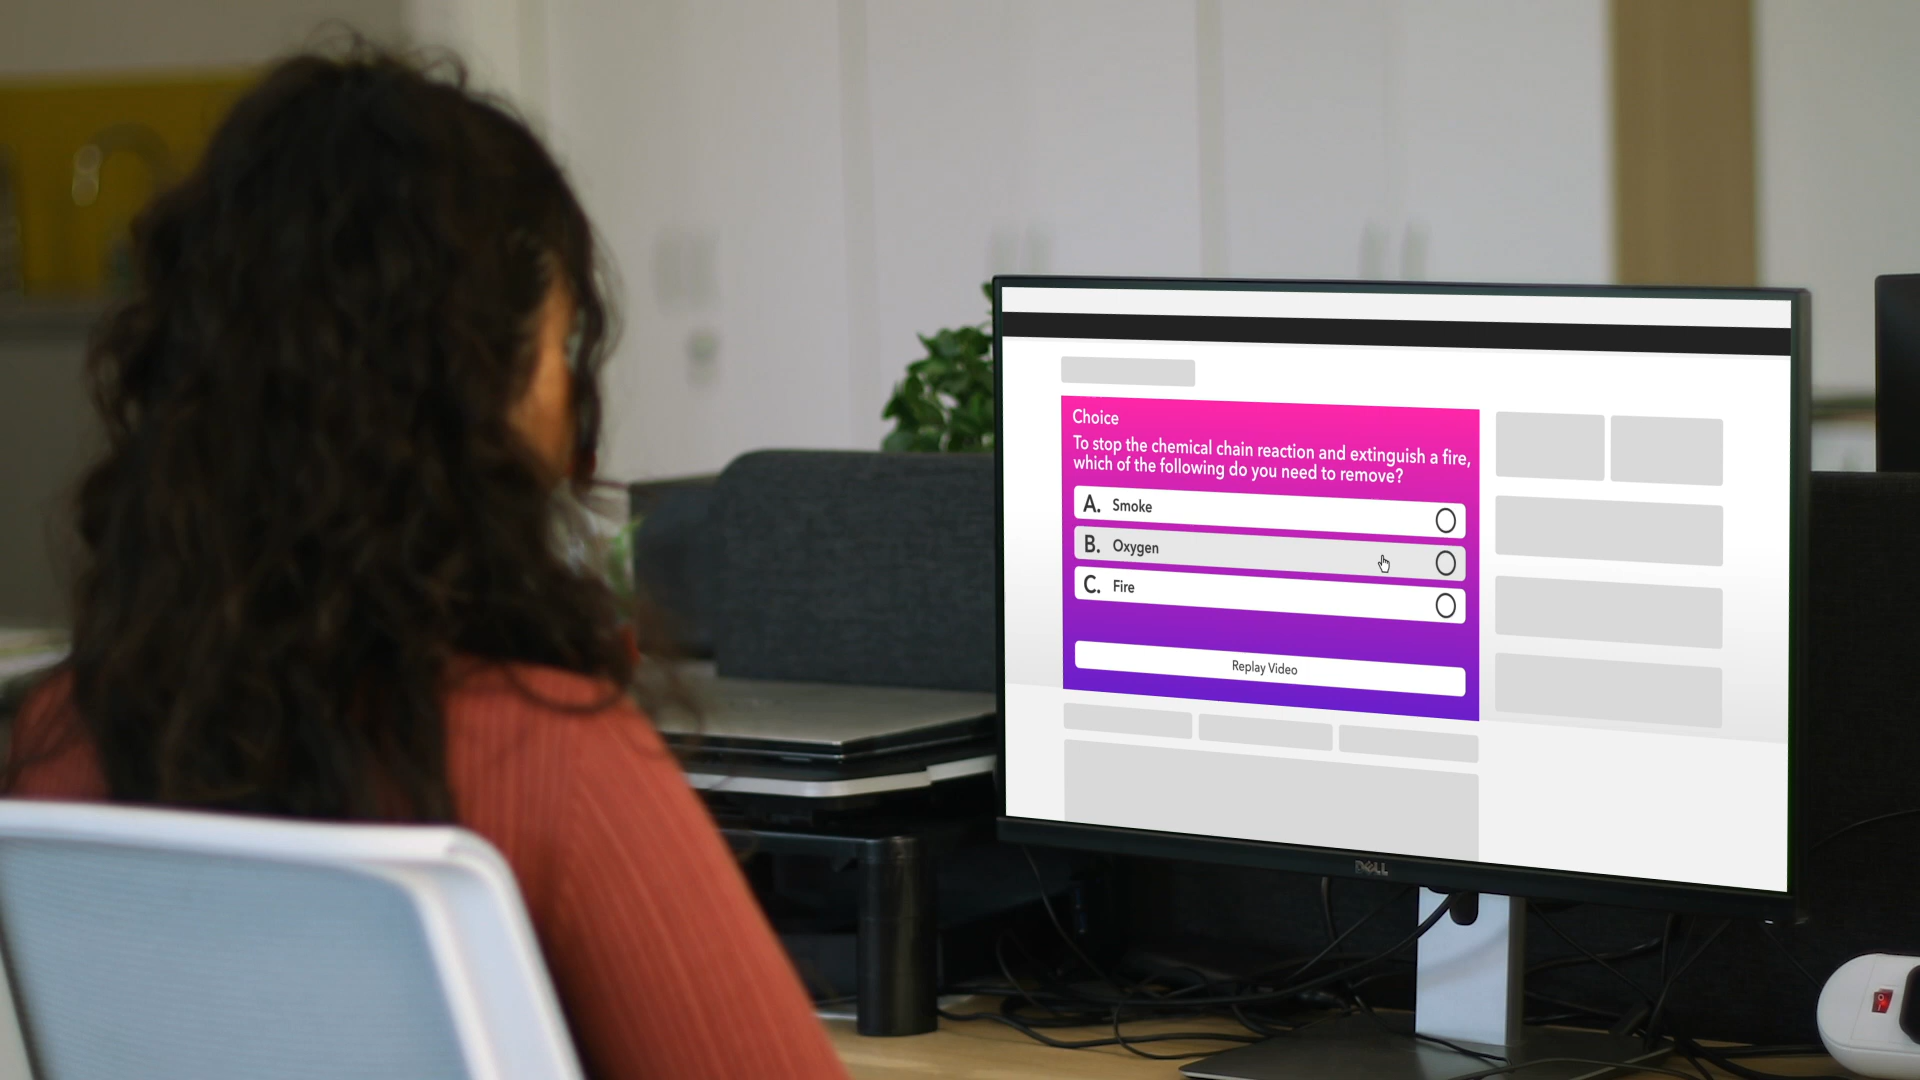 Choice
To stop the chemical chain reaction and extinguish a fire,
which of the following do you need to remove?
A. Smoke
B. Oxygen
C. Fire
Replay Video
DELL